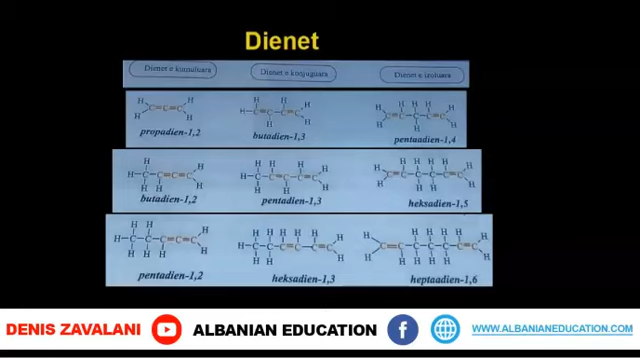 Dienet
Dienet e kumuluara
Dienet e konjuguara
Dienet e izoluara
propadien-1,2
butadien-1,3
pentaadien-1,4
butadien-1,2
pentadien-1,3
heksadien-1,5
pentadien-1,2
heksadien-1,3
heptaadien-1,6
DENIS ZAVALANI
ALBANIAN EDUCATION
WWW.ALBANIANEDUCATION.COM